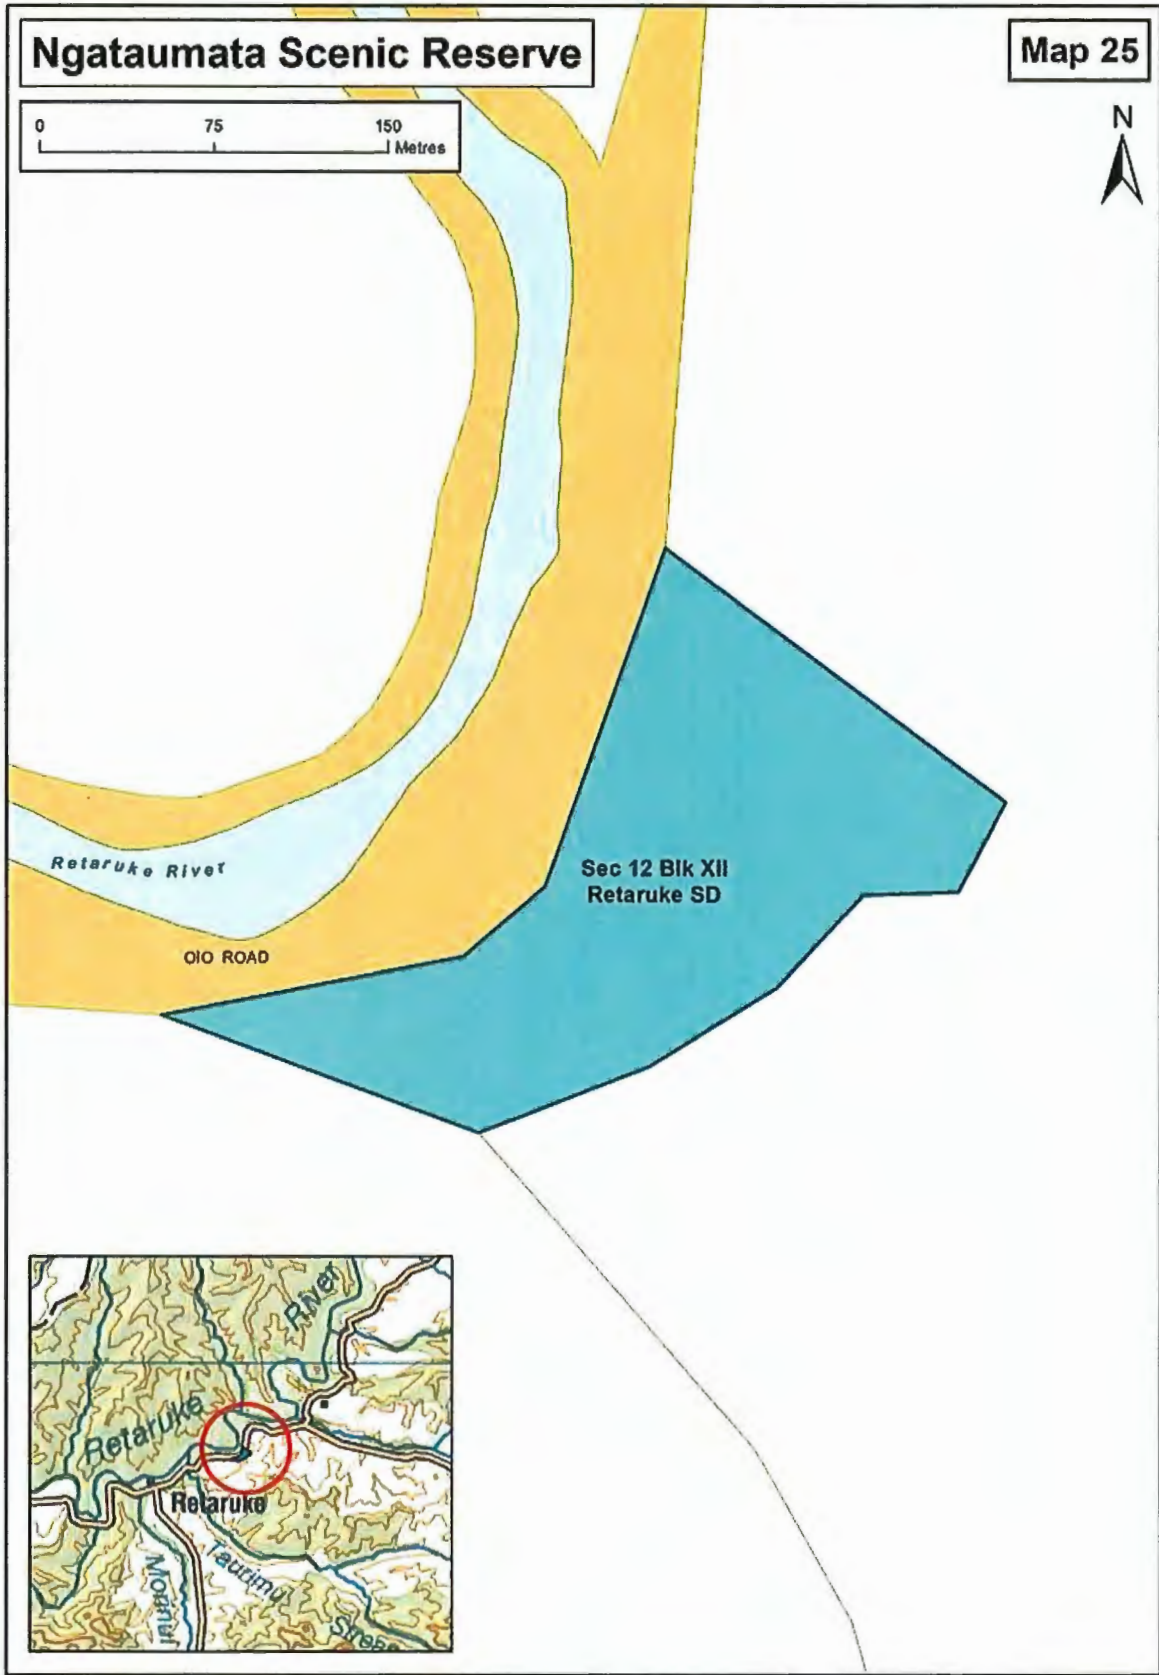 Ngataumata Scenic Reserve
Map 25
0 75 150
Metres
N
Retaruke River
OIO ROAD
Sec 12 Blk XII
Retaruke SD
River
Retaruke
Retaruke
Taurimu